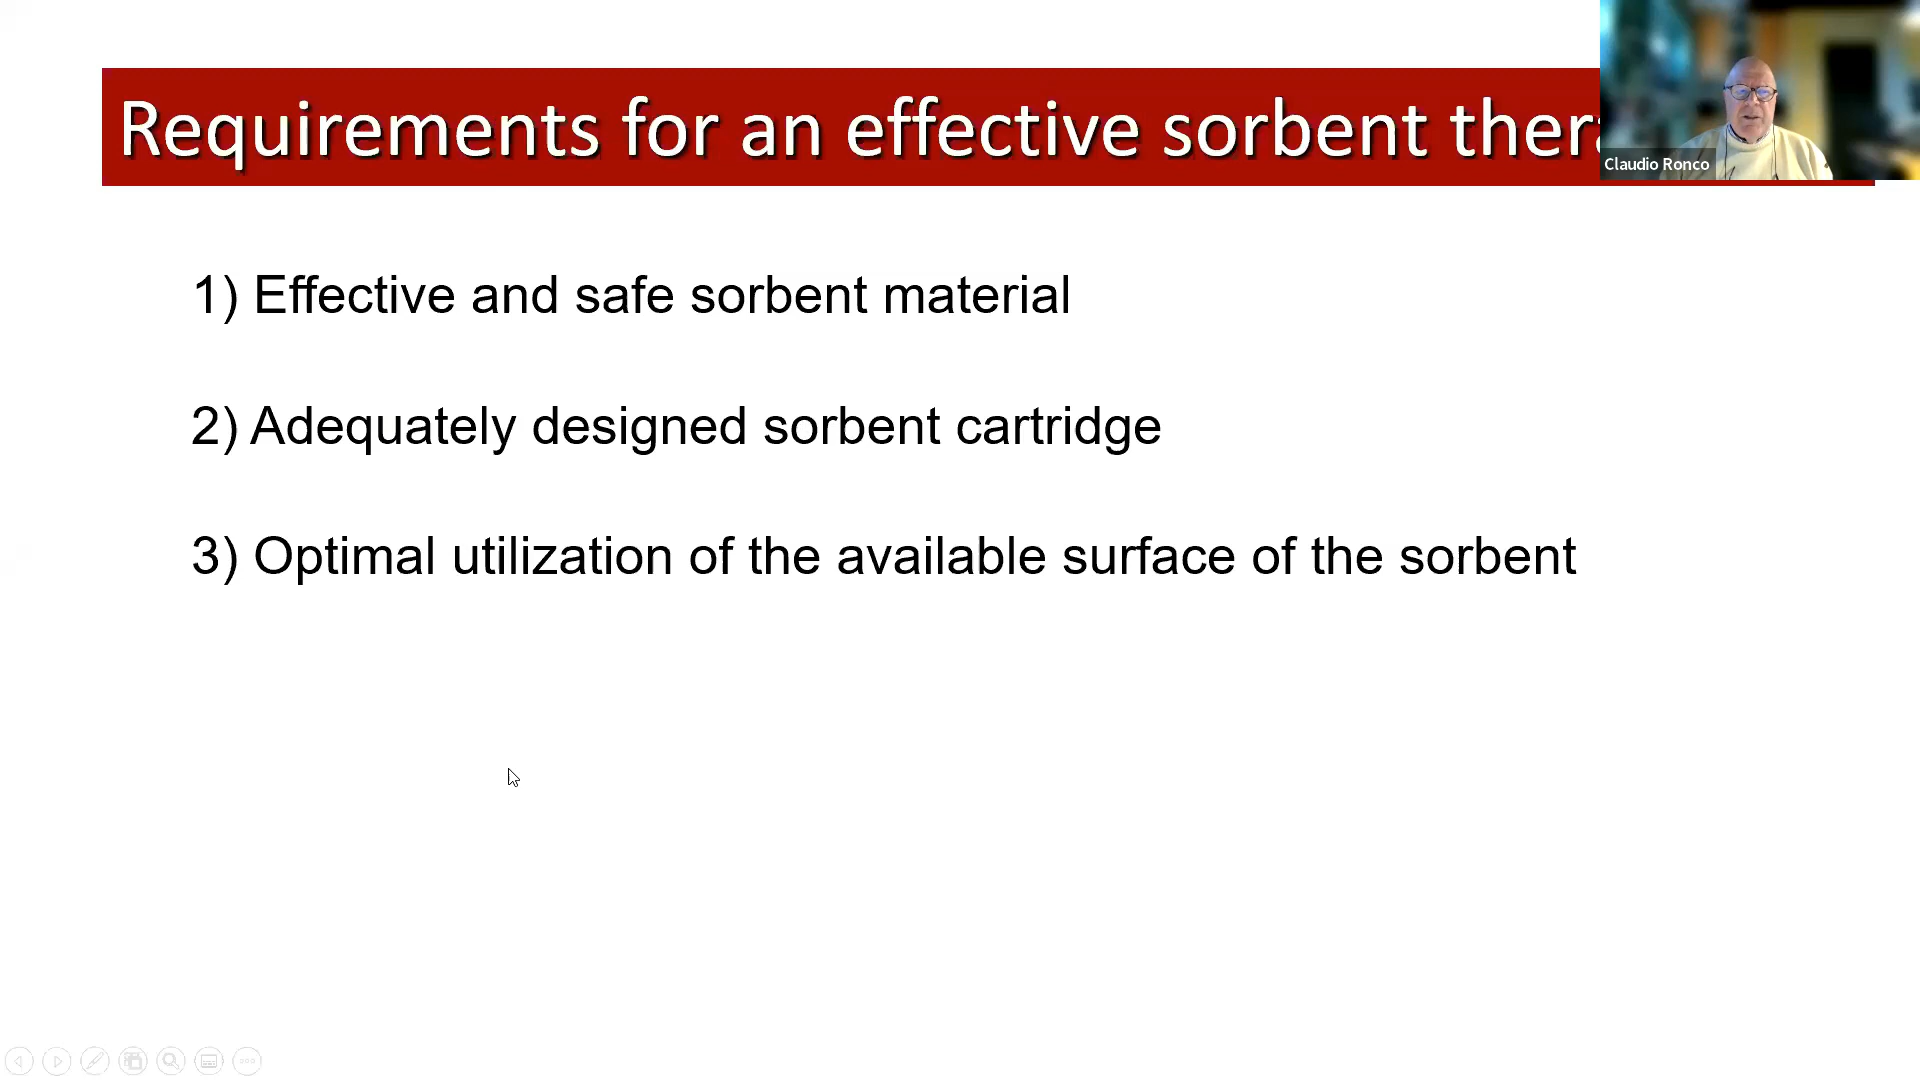 Requirements for an effective sorbent
Claudio Ronco
1) Effective and safe sorbent material
2) Adequately designed sorbent cartridge
3) Optimal utilization of the available surface of the sorbent